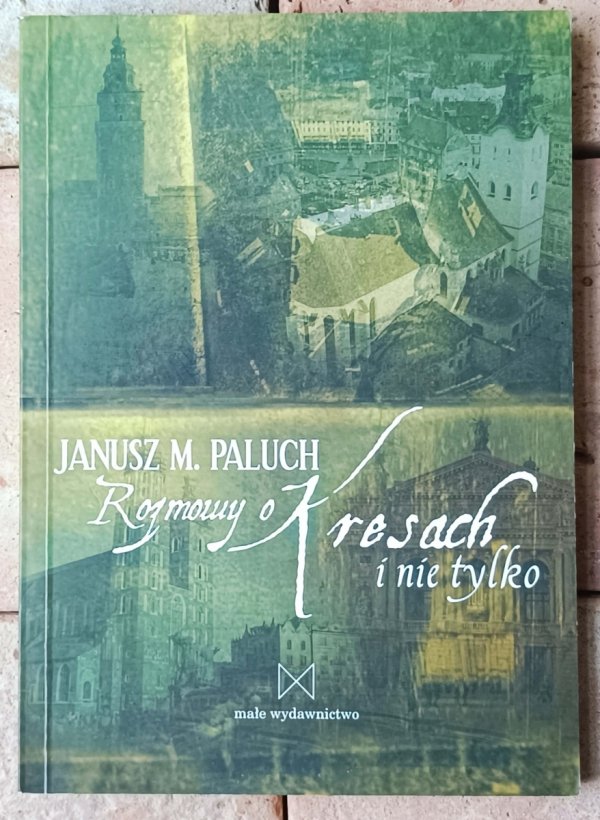 JANUSZ M. PALUCH
Rozmowy o Kresach
i nie tylko
małe wydawnictwo